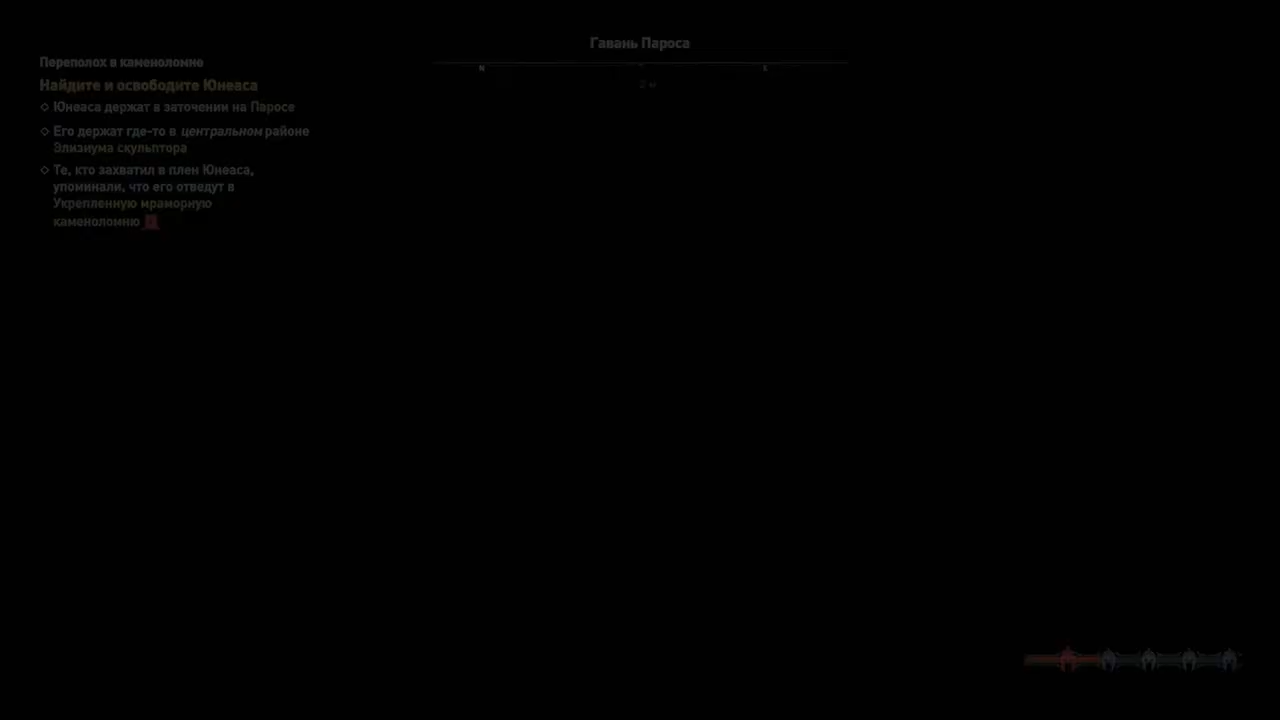 Гавань Пароса
Переполох в каменоломне
N
E
2 м
Найдите и освободите Юнеаса
Юнеаса держат в заточении на Паросе
Его держат где-то в центральном районе
Элизиума скульптора
Те, кто захватил в плен Юнеаса,
упоминали, что его отведут в
Укрепленную мраморную
каменоломню